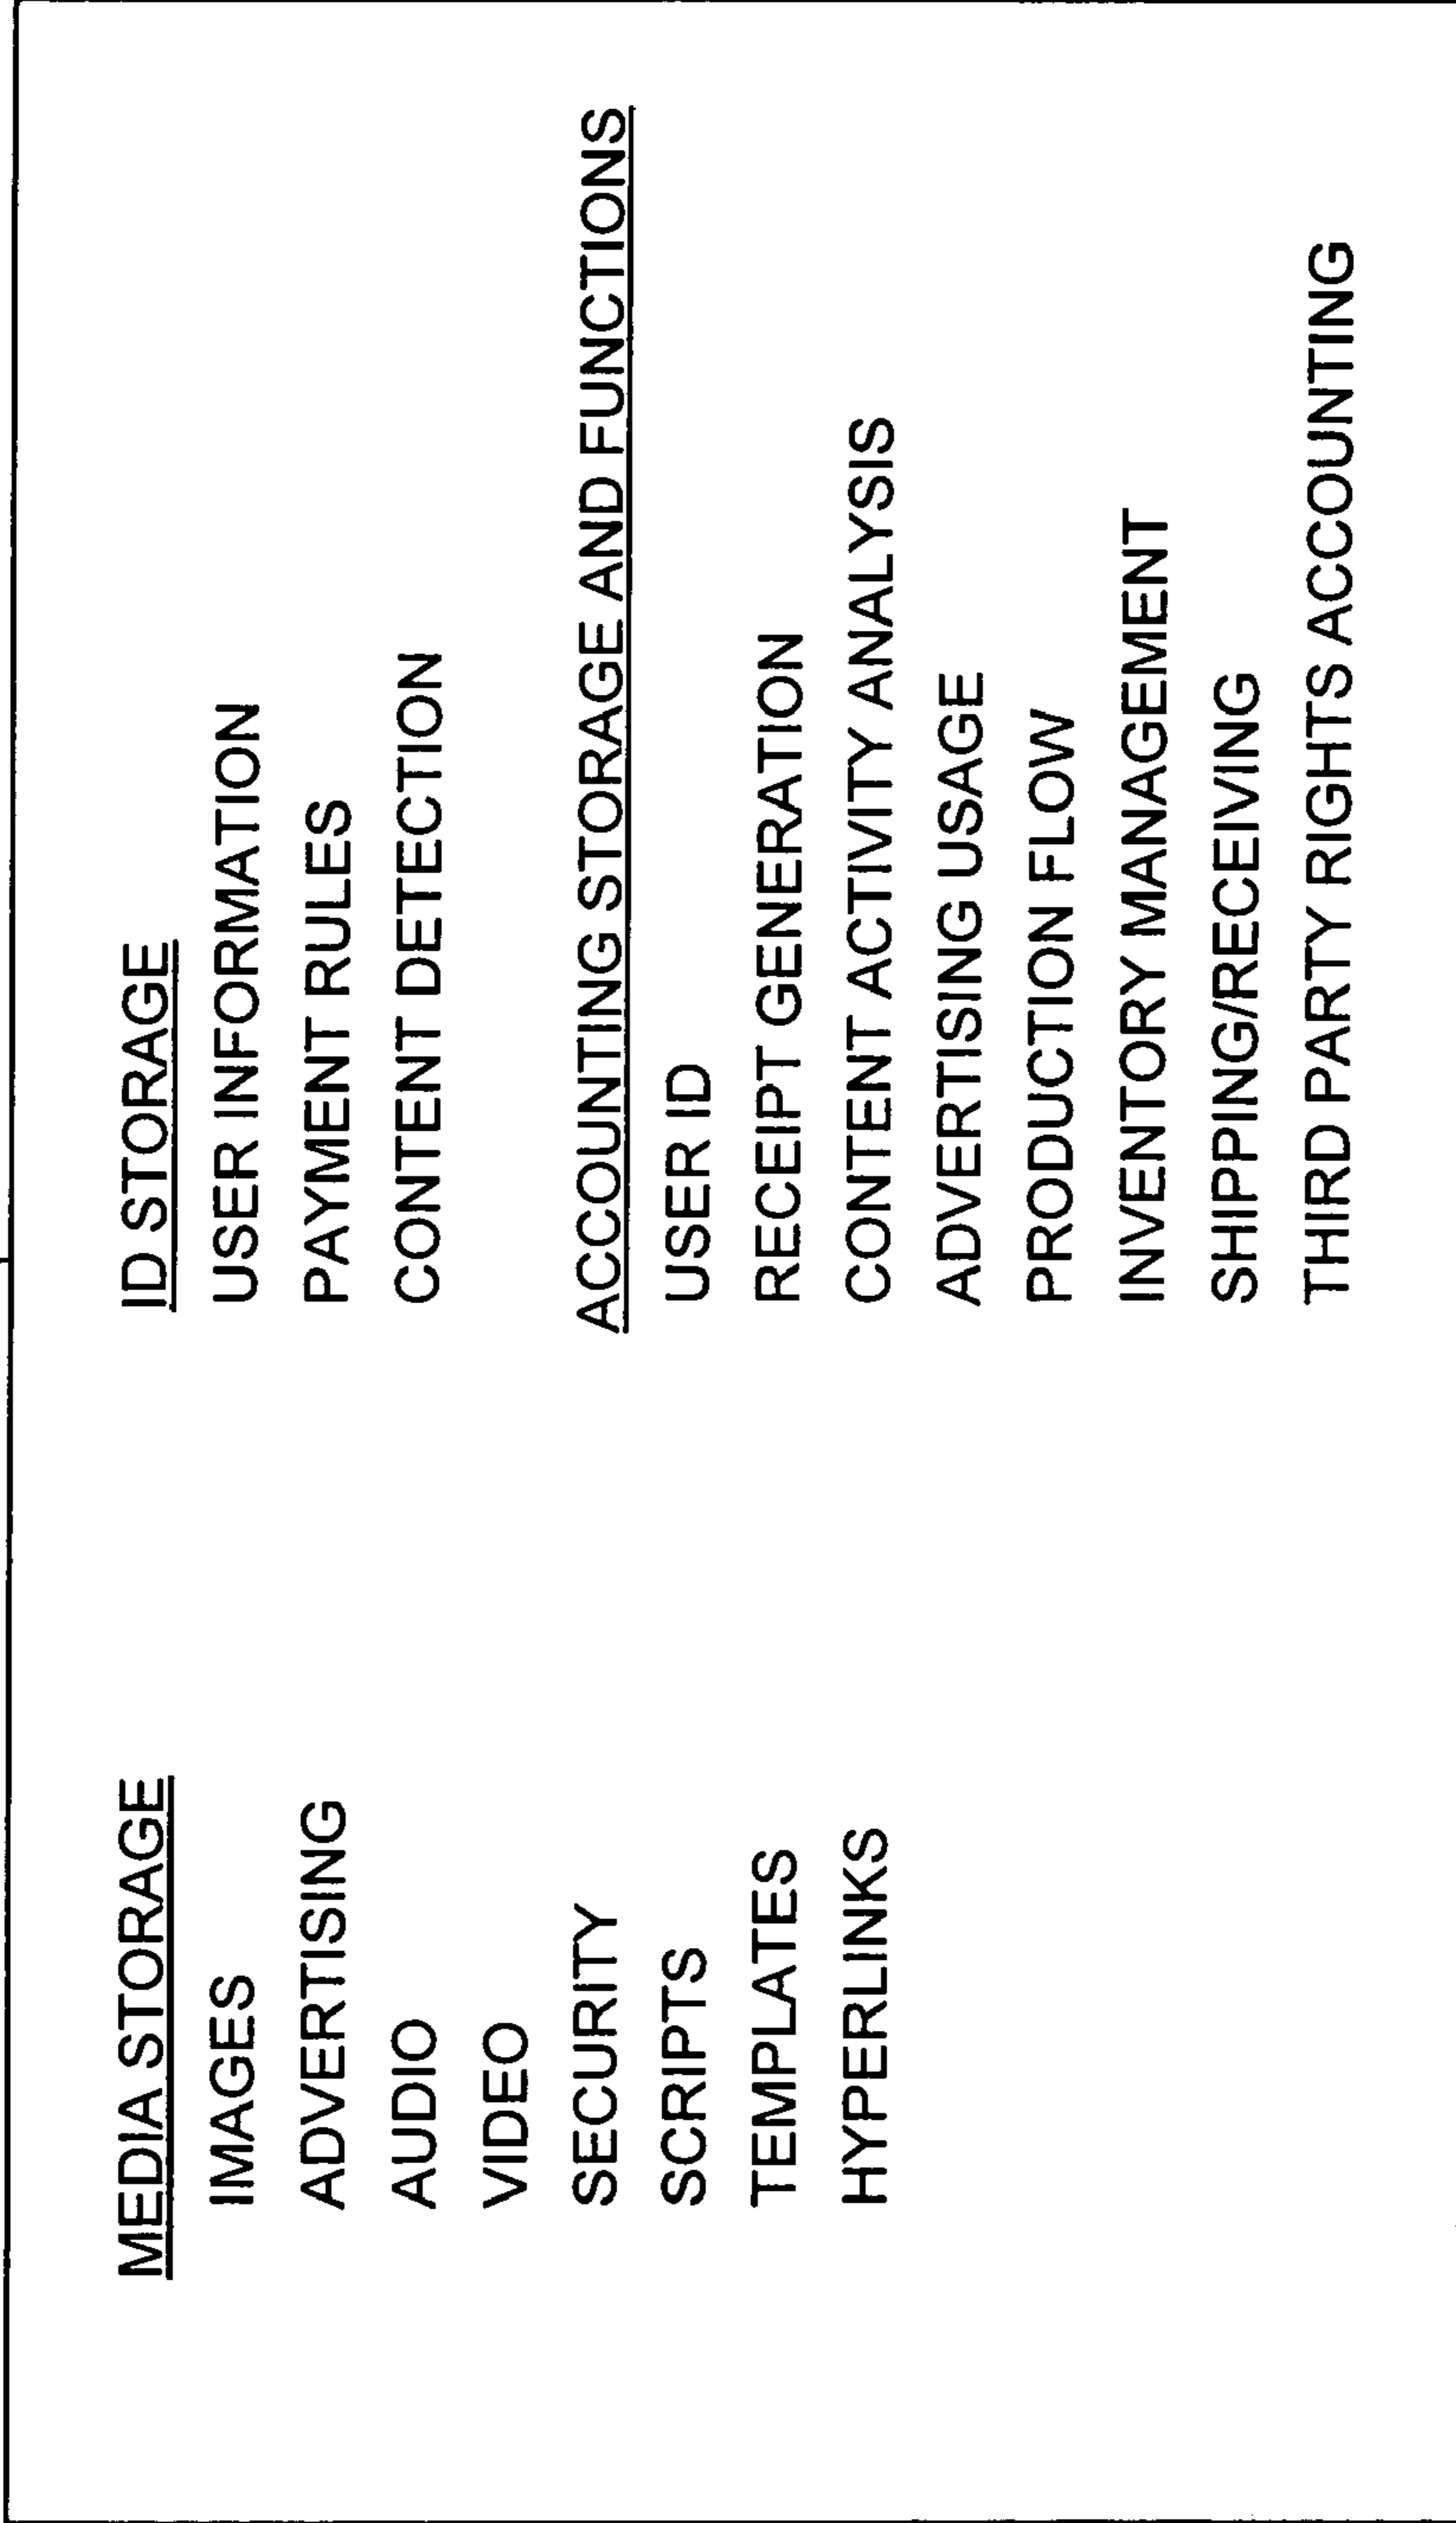 MEDIA STORAGE
IMAGES
ADVERTISING
AUDIO
VIDEO
SECURITY
SCRIPTS
TEMPLATES
HYPERLINKS
ID STORAGE
USER INFORMATION
PAYMENT RULES
CONTENT DETECTION
ACCOUNTING STORAGE AND FUNCTIONS
USER ID
RECEIPT GENERATION
CONTENT ACTIVITY ANALYSIS
ADVERTISING USAGE
PRODUCTION FLOW
INVENTORY MANAGEMENT
SHIPPING/RECEIVING
THIRD PARTY RIGHTS ACCOUNTING